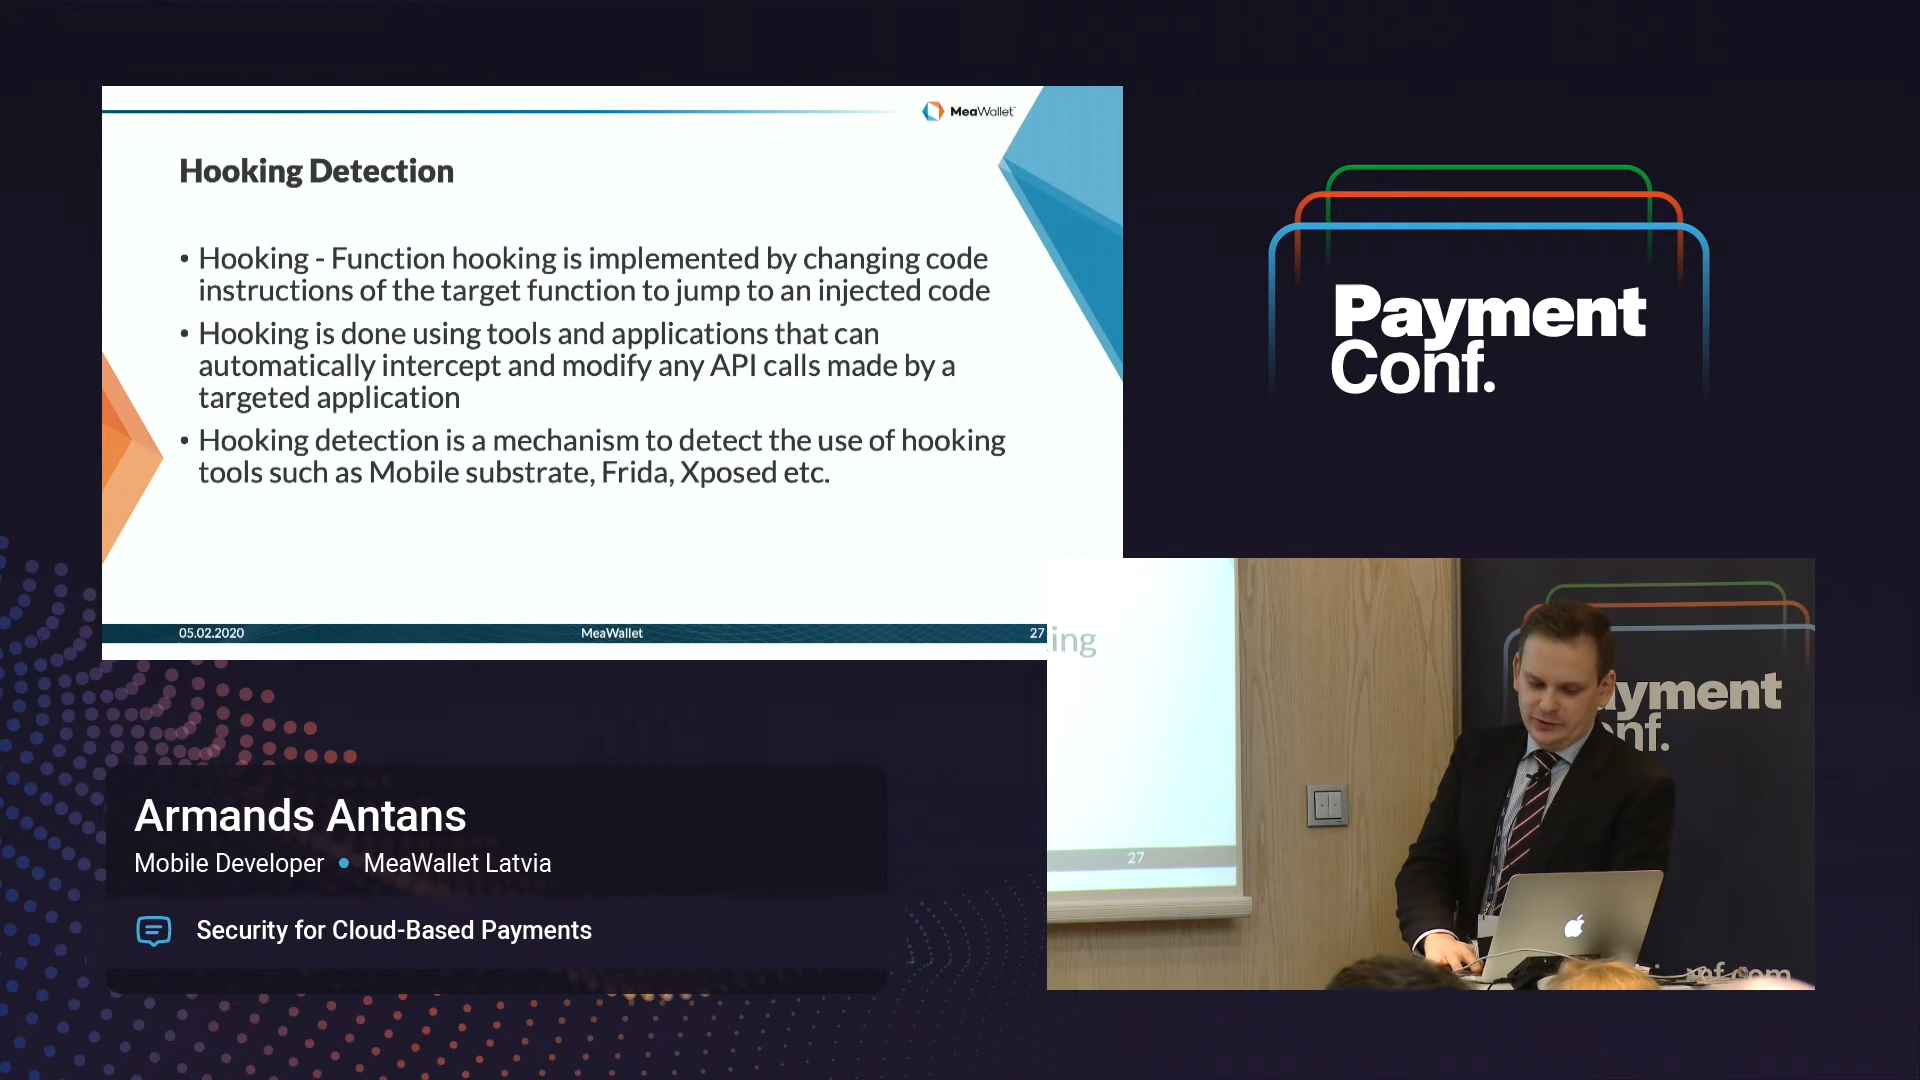 MeaWallet
Hooking Detection
• Hooking - Function hooking is implemented by changing code
instructions of the target function to jump to an injected code
• Hooking is done using tools and applications that can
automatically intercept and modify any API calls made by a
targeted application
• Hooking detection is a mechanism to detect the use of hooking
tools such as Mobile substrate, Frida, Xposed etc.
05.02.2020
MeaWallet
27
Payment
Conf.
ing
27
ayment
nf.
Armands Antans
Mobile Developer • MeaWallet Latvia
Security for Cloud-Based Payments